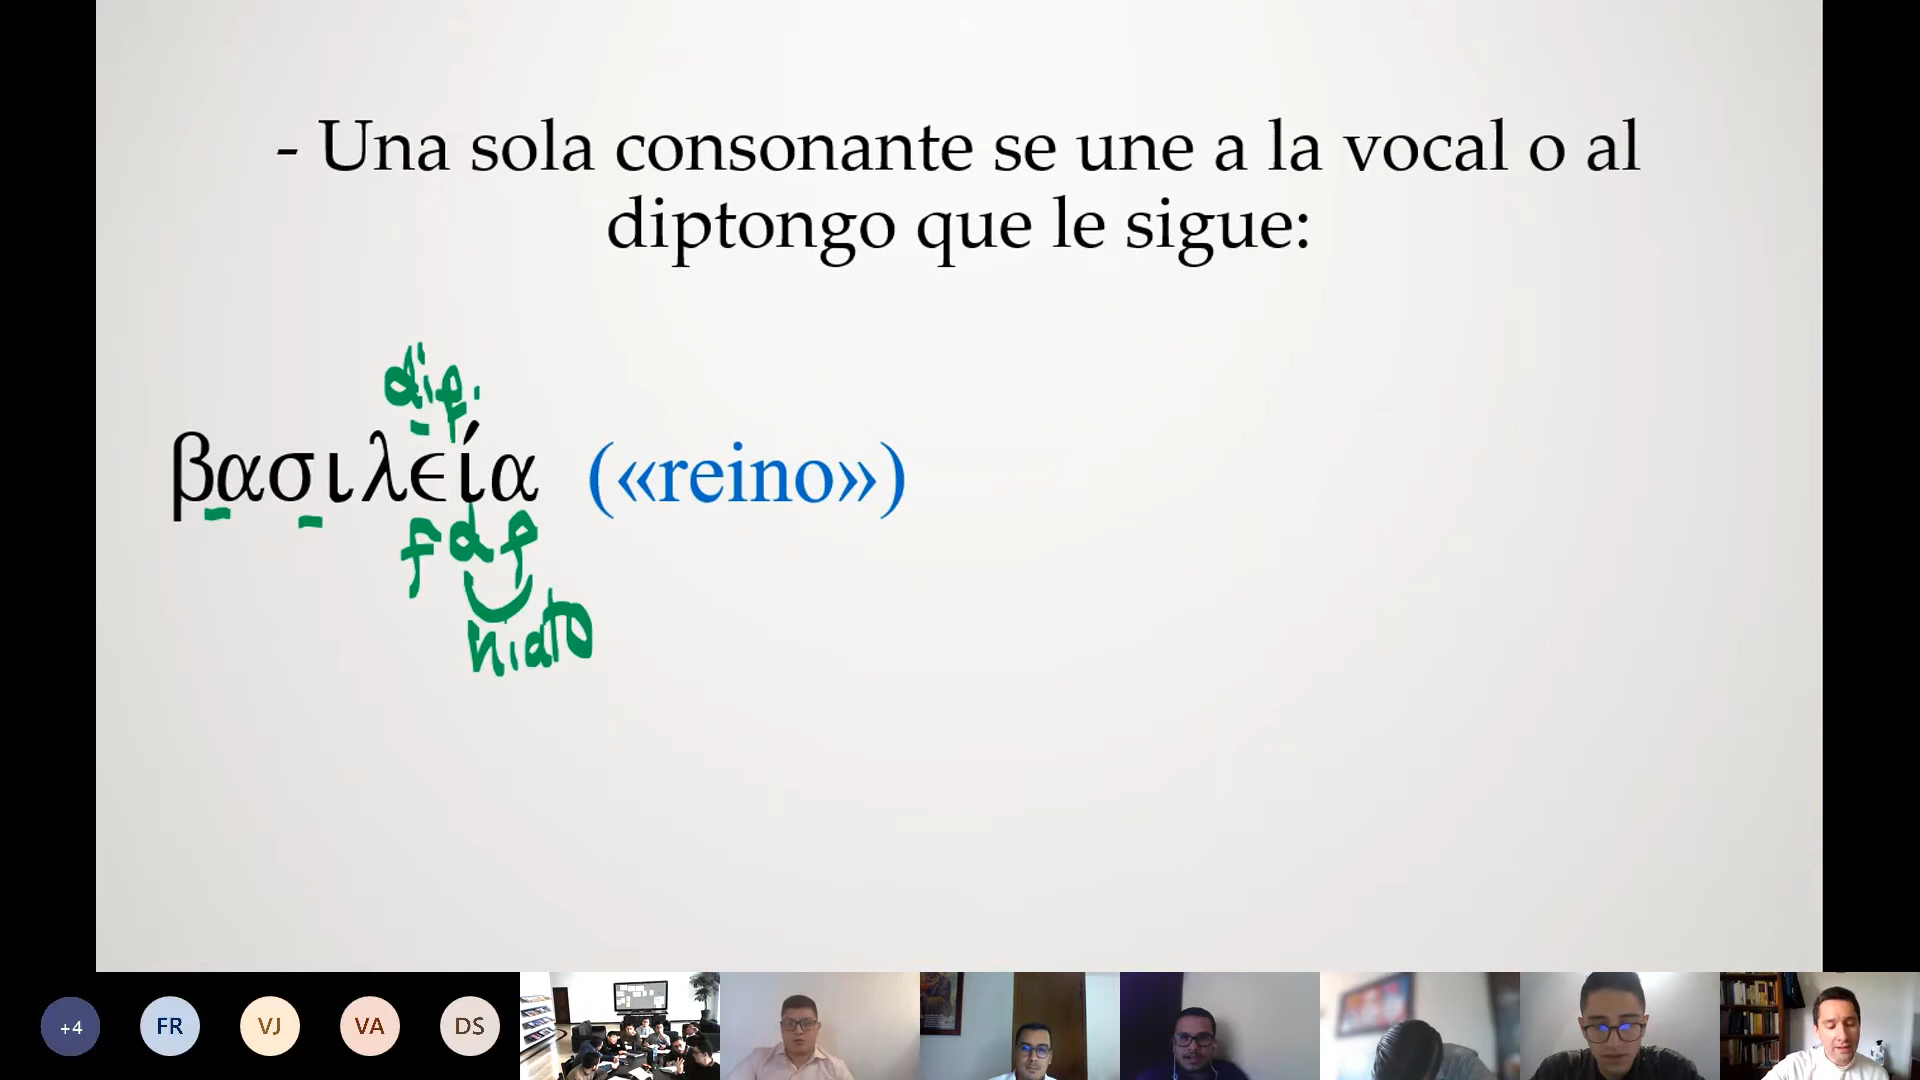 - Una sola consonante se une a la vocal o al
diptongo que le sigue:
dip.
βασιλεία («reino»)
f d f
hiato
+4 FR VJ VA DS